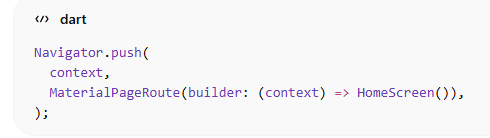 </> dart
Navigator.push(
  context,
  MaterialPageRoute(builder: (context) => HomeScreen()),
);